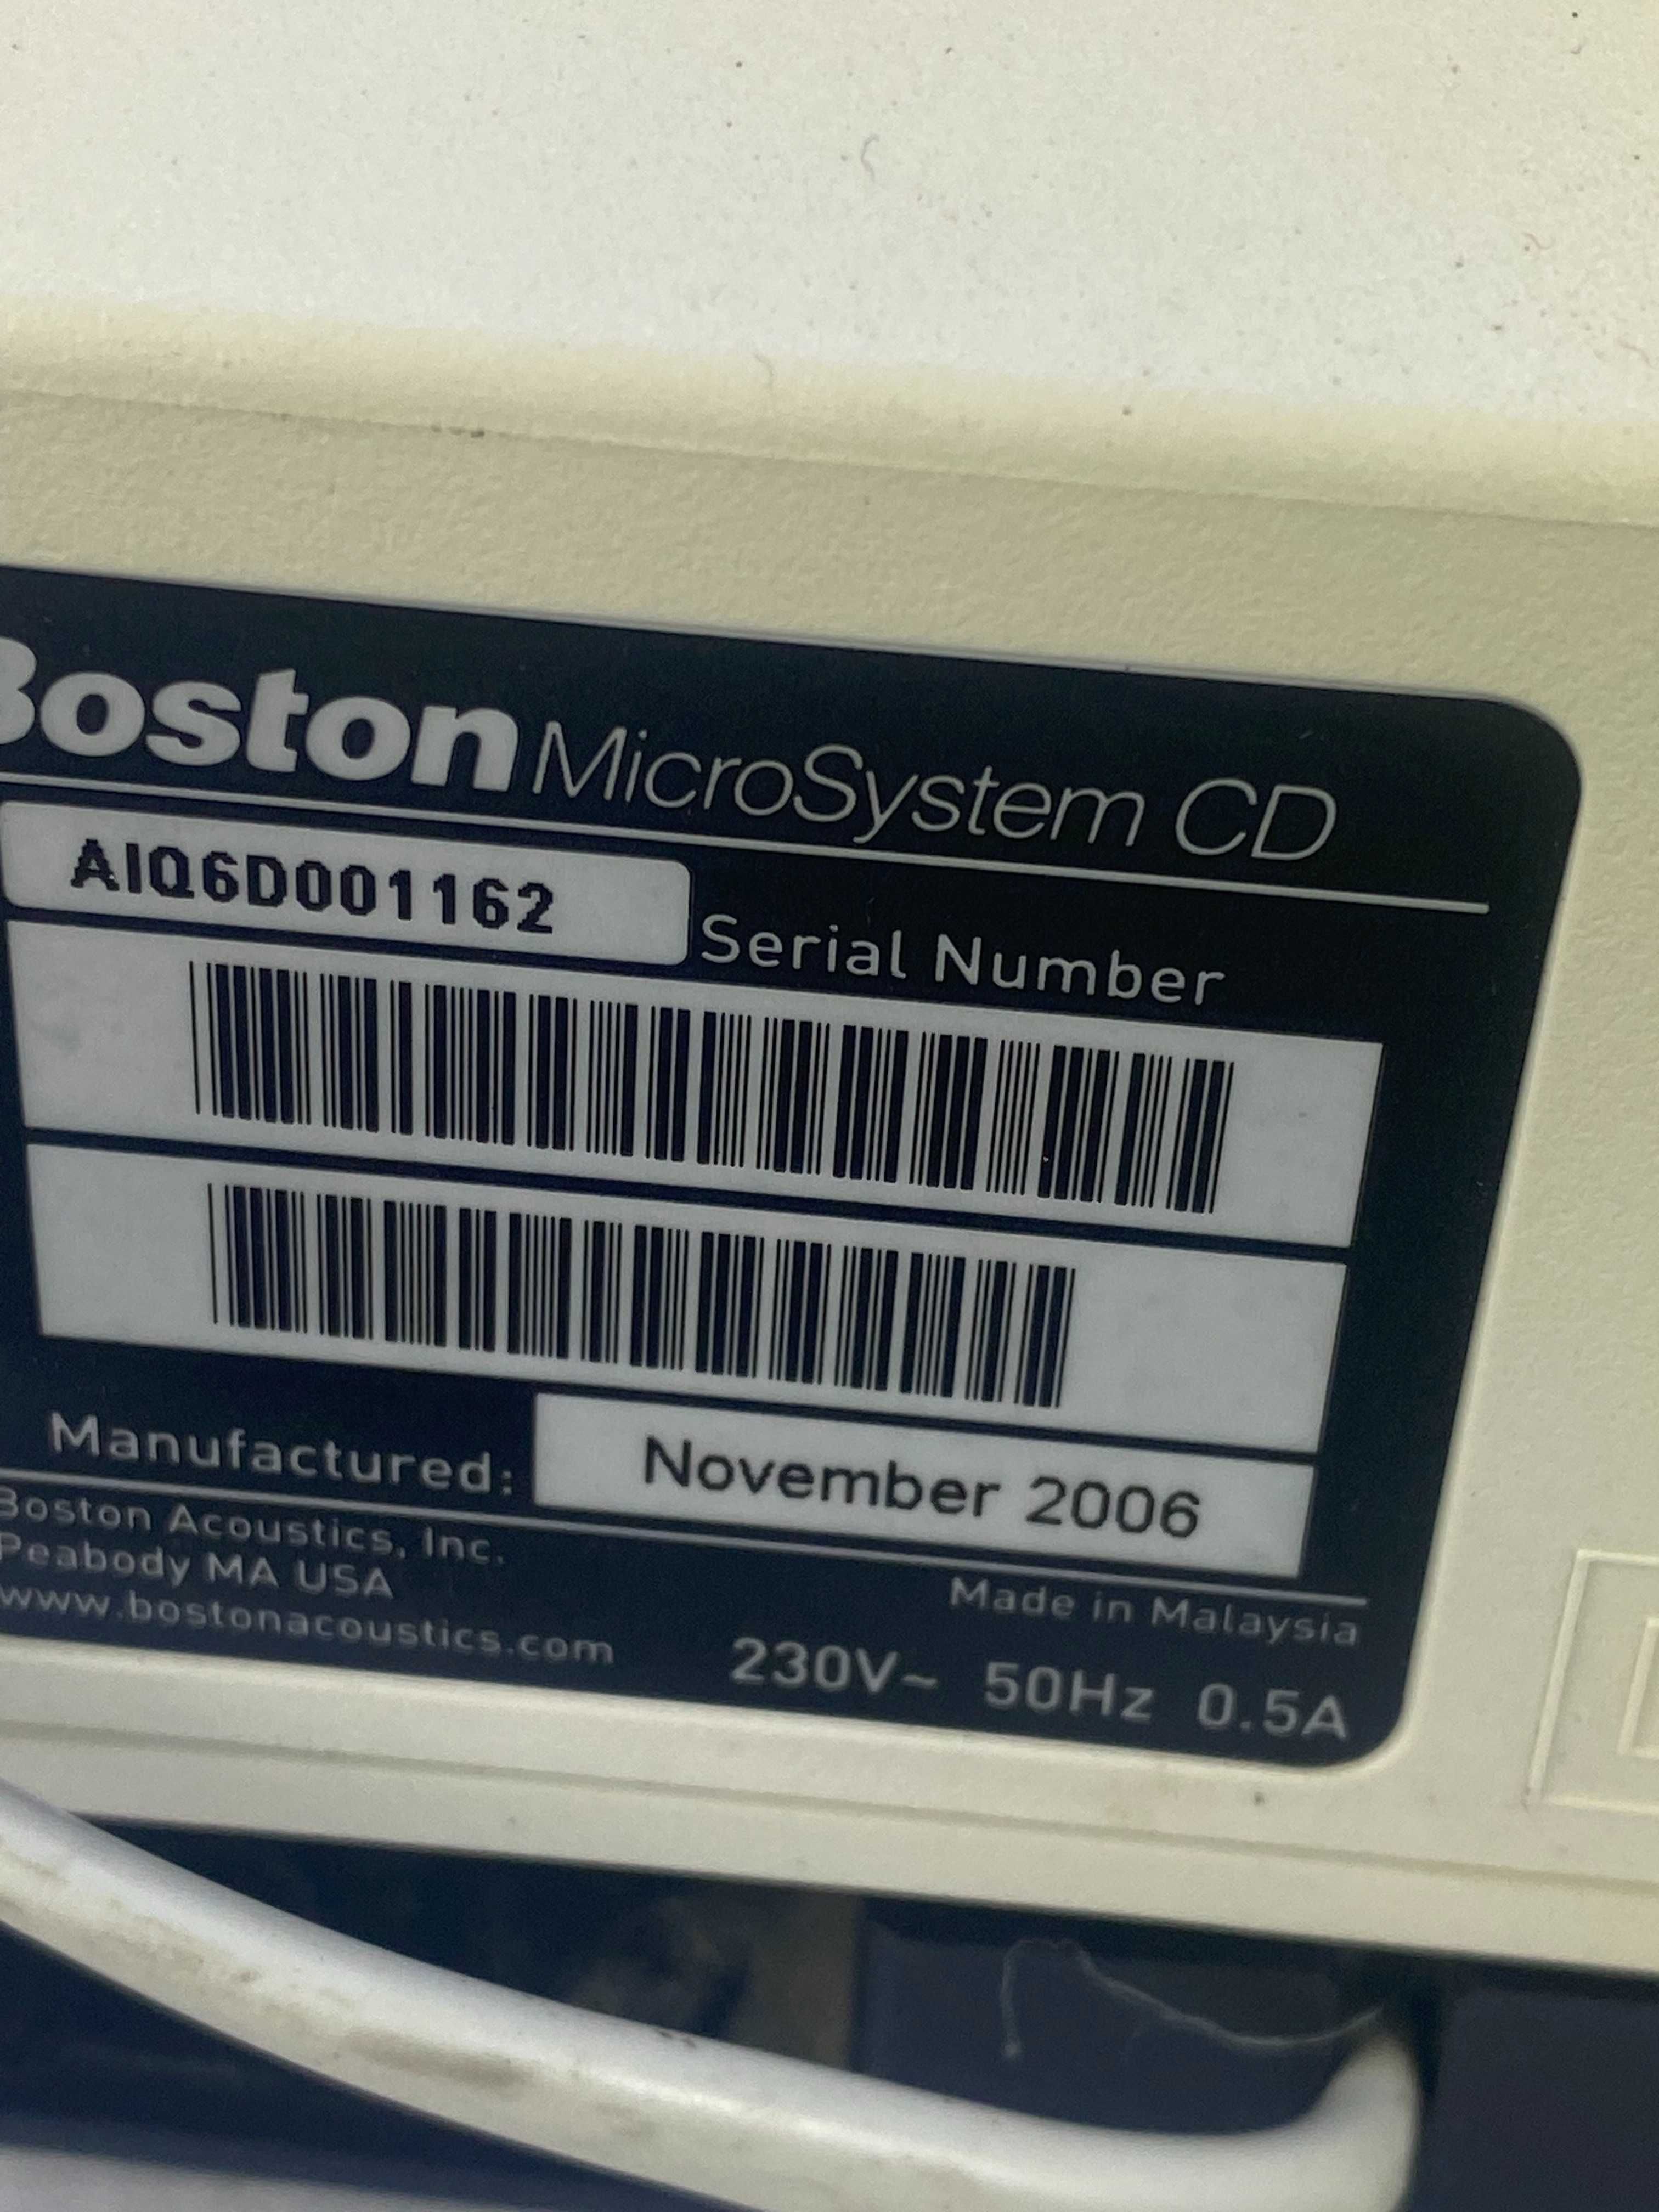 Boston MicroSystem CD
AIQ6D001162
Serial Number
Manufactured: November 2006
Boston Acoustics, Inc.
Peabody MA USA
www.bostonacoustics.com
Made in Malaysia
230V~ 50Hz 0.5A